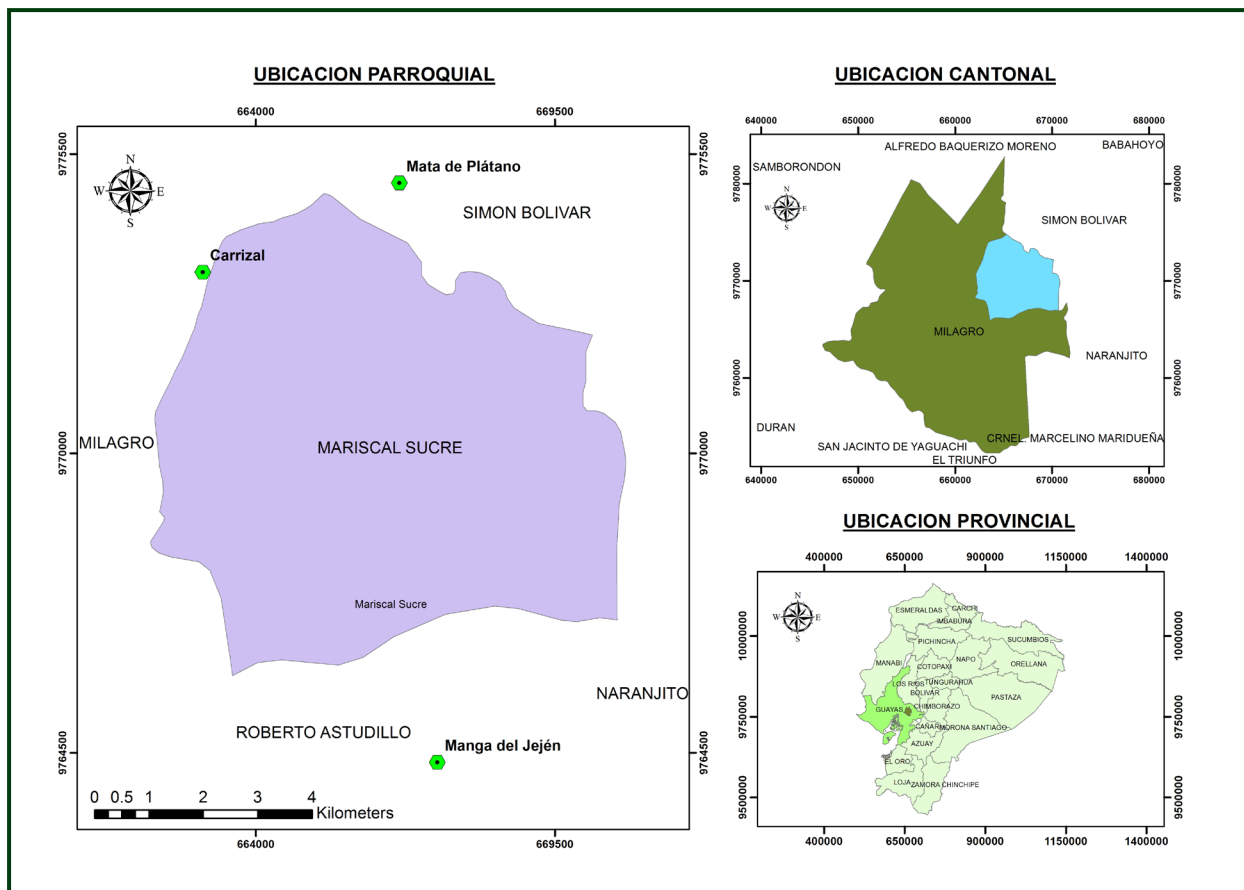 UBICACION PARROQUIAL
664000
669500
9775500
9775500
N
W
E
S
Mata de Plátano
SIMON BOLIVAR
Carrizal
MILAGRO
MARISCAL SUCRE
9770000
9770000
Mariscal Sucre
NARANJITO
ROBERTO ASTUDILLO
Manga del Jején
9764500
9764500
0 0.5 1 2 3 4
Kilometers
664000
669500
UBICACION CANTONAL
640000
650000
660000
670000
680000
ALFREDO BAQUERIZO MORENO
BABAHOYO
SAMBORONDON
9780000
9780000
N
W
E
S
SIMON BOLIVAR
9770000
9770000
MILAGRO
NARANJITO
9760000
9760000
DURAN
CRNEL. MARCELINO MARIDUEÑA
SAN JACINTO DE YAGUACHI
EL TRIUNFO
640000
650000
660000
670000
680000
UBICACION PROVINCIAL
400000
650000
900000
1150000
1400000
N
W
E
S
ESMERALDAS
CARCHI
IMBABURA
10000000
10000000
PICHINCHA
SUCUMBIOS
MANABI
COTOPAXI
NAPO
ORELLANA
LOS RIOS
TUNGURAHUA
BOLIVAR
PASTAZA
GUAYAS
CHIMBORAZO
9750000
9750000
CAÑAR
MORONA SANTIAGO
AZUAY
EL ORO
LOJA
ZAMORA CHINCHIPE
9500000
9500000
400000
650000
900000
1150000
1400000